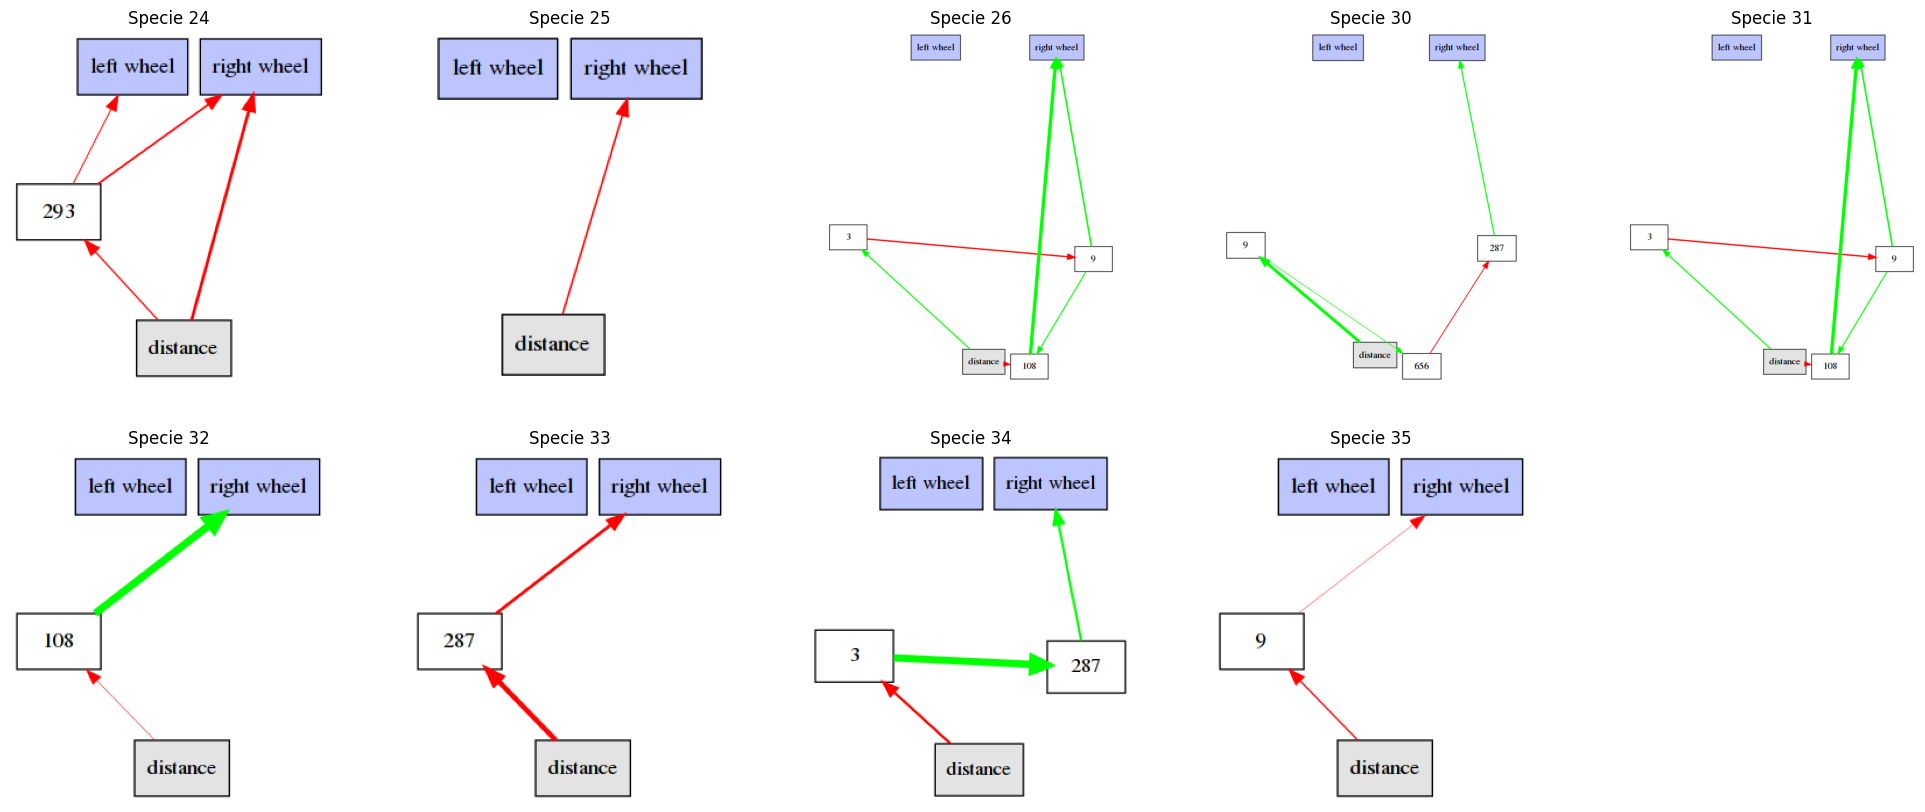 Specie 24
left wheel right wheel
293
distance
Specie 25
left wheel right wheel
distance
Specie 26
left wheel right wheel
3
9
distance 108
Specie 30
left wheel right wheel
9
287
distance
656
Specie 31
left wheel right wheel
3
9
distance 108
Specie 32
left wheel right wheel
108
distance
Specie 33
left wheel right wheel
287
distance
Specie 34
left wheel right wheel
3
287
distance
Specie 35
left wheel right wheel
9
distance